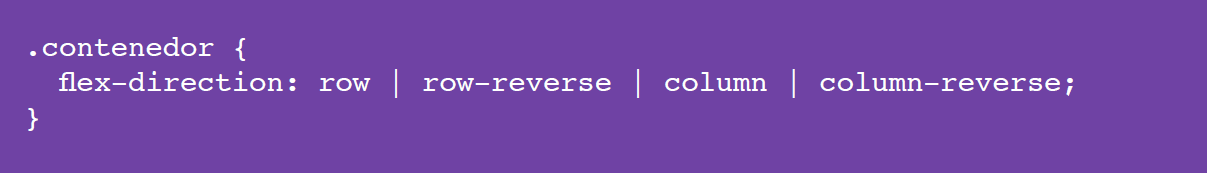 .contenedor {
flex-direction: row | row-reverse | column | column-reverse;
}